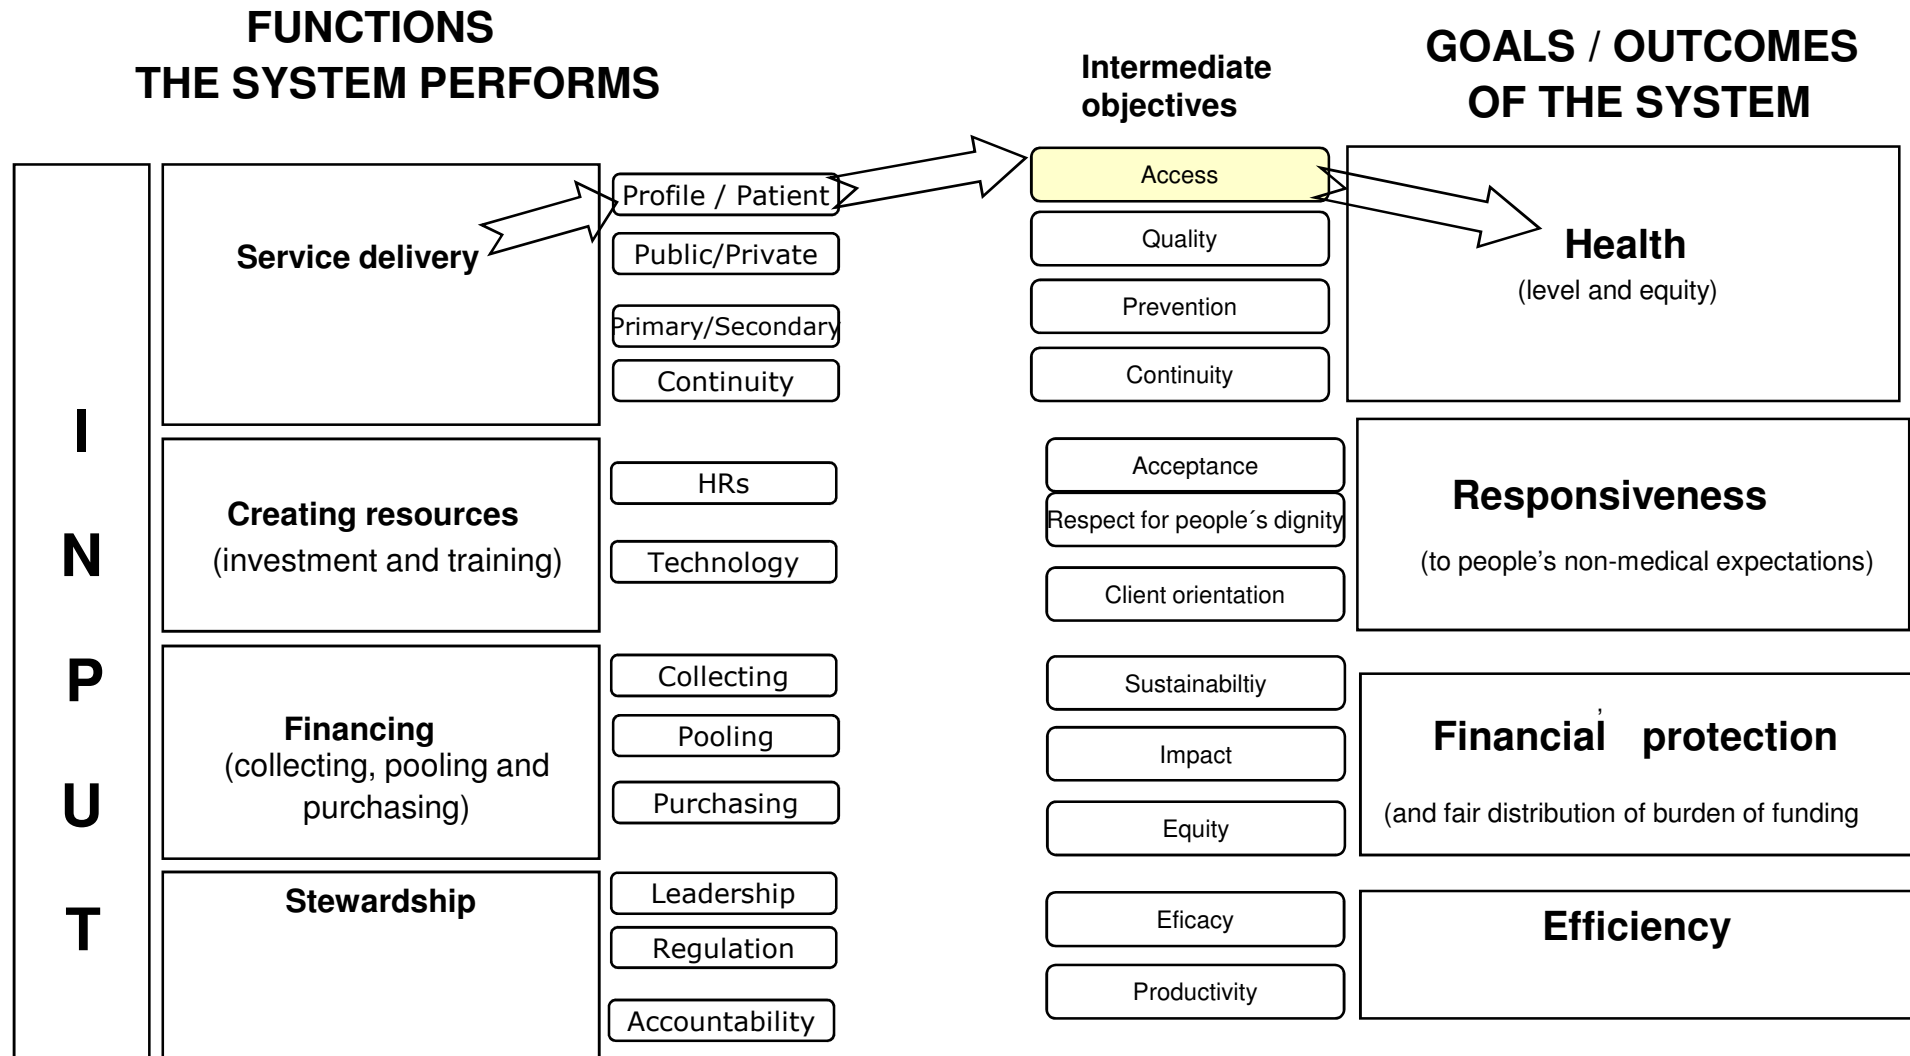 FUNCTIONS
THE SYSTEM PERFORMS
Intermediate
objectives
GOALS / OUTCOMES
OF THE SYSTEM
I
N
P
U
T
Service delivery
Profile / Patient
Public/Private
Primary/Secondary
Continuity
Access
Quality
Prevention
Continuity
Health
(level and equity)
Creating resources
(investment and training)
HRs
Technology
Acceptance
Respect for people´s dignity
Client orientation
Responsiveness
(to people’s non-medical expectations)
Financing
(collecting, pooling and
purchasing)
Collecting
Pooling
Purchasing
Sustainabiltiy
Impact
Equity
,
Financial protection
(and fair distribution of burden of funding
Stewardship
Leadership
Regulation
Accountability
Eficacy
Productivity
Efficiency